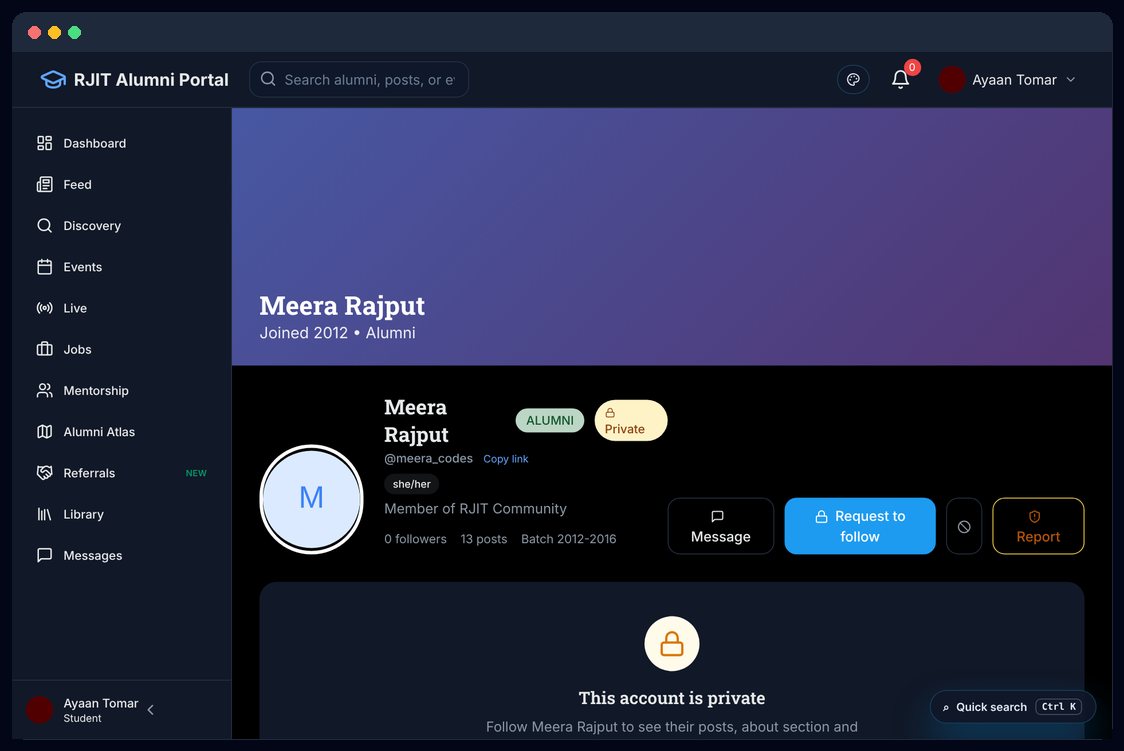 RJIT Alumni Portal
Search alumni, posts, or e
0
Ayaan Tomar
Dashboard
Feed
Discovery
Events
Live
Jobs
Mentorship
Alumni Atlas
Referrals NEW
Library
Messages
Ayaan Tomar
Student
Meera Rajput
Joined 2012 • Alumni
M
Meera
Rajput
ALUMNI
Private
@meera_codes Copy link
she/her
Member of RJIT Community
0 followers 13 posts Batch 2012-2016
Message
Request to
follow
Report
This account is private
Follow Meera Rajput to see their posts, about section and
Quick search Ctrl K